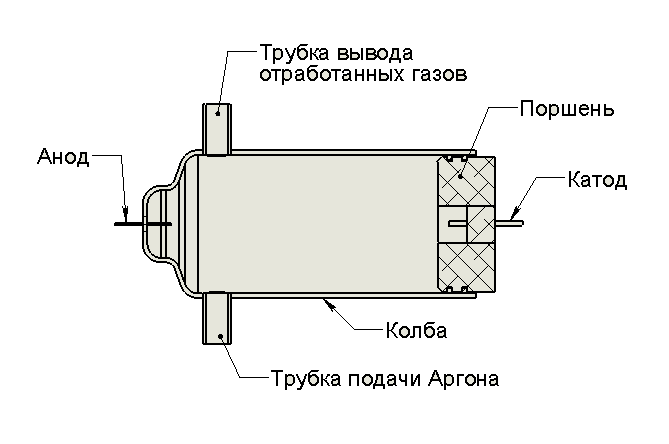 Трубка вывода
отработанных газов
Поршень
Анод
Катод
Колба
Трубка подачи Аргона